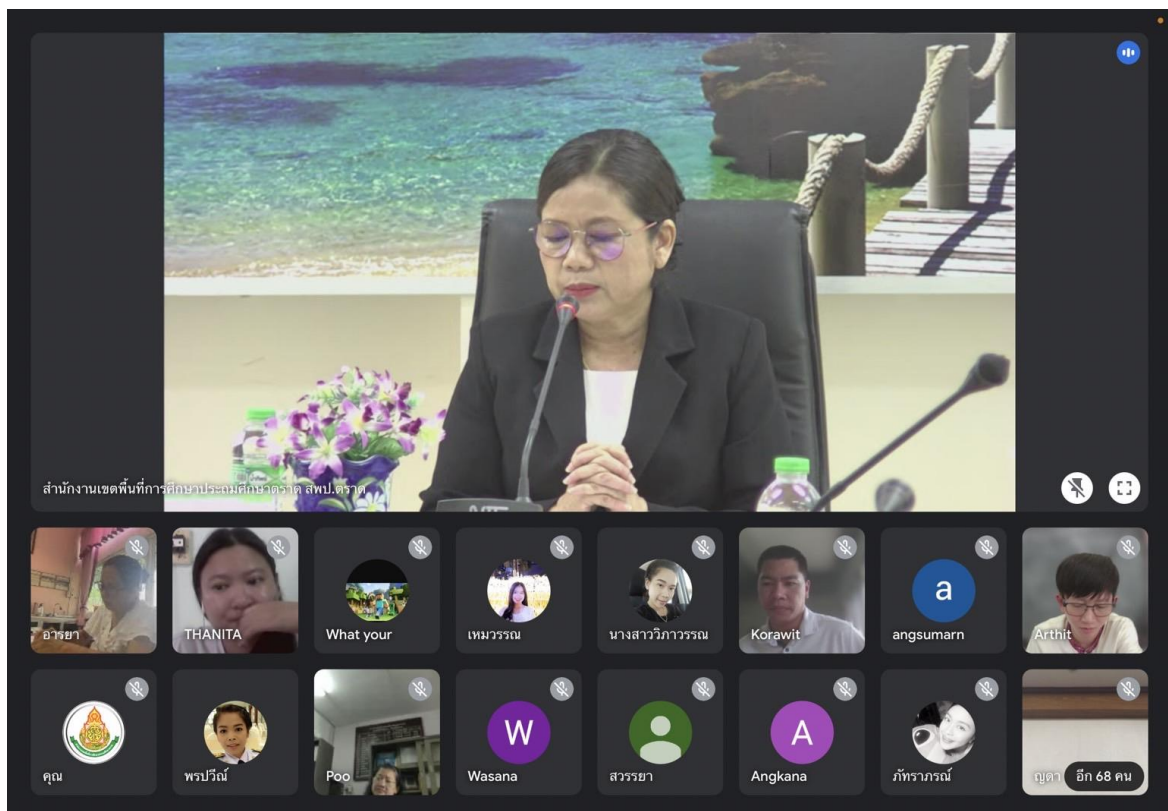 สำนักงานเขตพื้นที่การศึกษาประถมศึกษาตราด สพป.ตราด
อารยา
THANITA
What your
เหมวรรณ
นางสาววิภาวรรณ
Korawit
angsumarn
Arthit
a
คุณ
พรปวีณ์
Poo
Wasana
W
สวรรยา
Angkana
A
ภัทราภรณ์
ญดา
อีก 68 คน